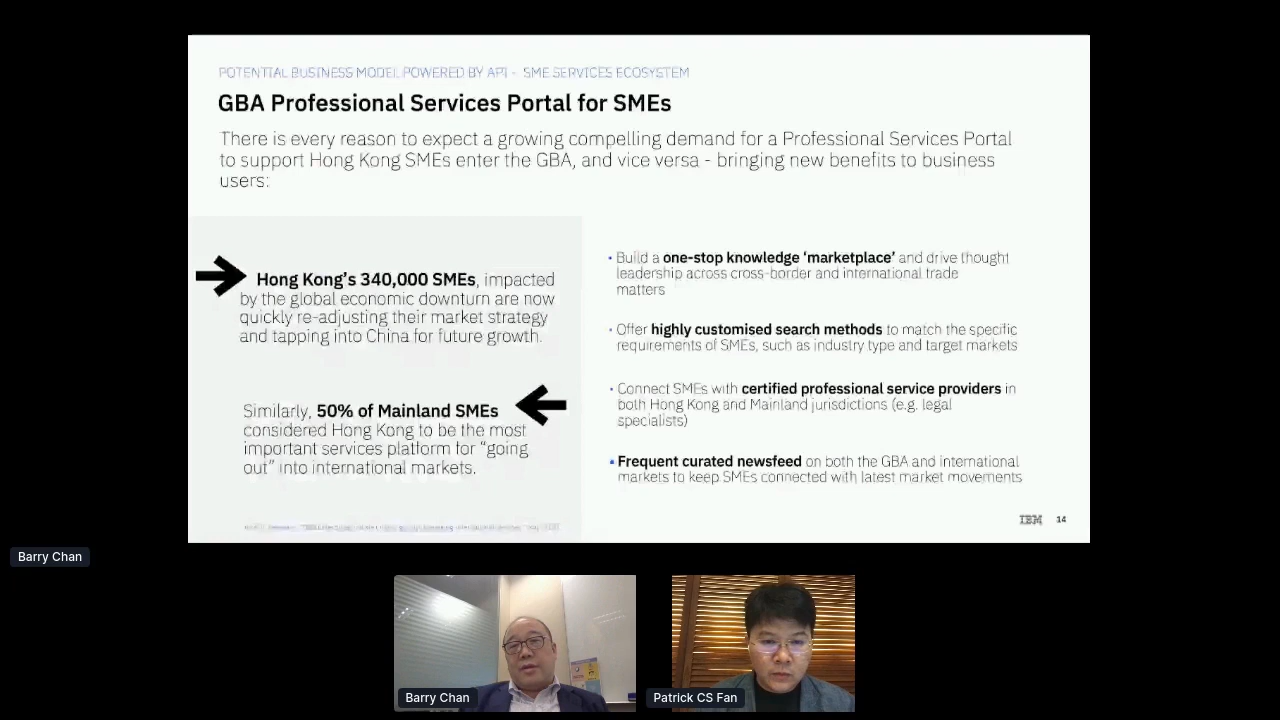 POTENTIAL BUSINESS MODEL POWERED BY API - SME SERVICES ECOSYSTEM
GBA Professional Services Portal for SMEs
There is every reason to expect a growing compelling demand for a Professional Services Portal
to support Hong Kong SMEs enter the GBA, and vice versa - bringing new benefits to business
users:
Hong Kong's 340,000 SMEs, impacted
by the global economic downturn are now
quickly re-adjusting their market strategy
and tapping into China for future growth.
Similarly, 50% of Mainland SMEs
considered Hong Kong to be the most
important services platform for "going
out" into international markets.
• Build a one-stop knowledge 'marketplace' and drive thought
leadership across cross-border and international trade
matters
• Offer highly customised search methods to match the specific
requirements of SMEs, such as industry type and target markets
• Connect SMEs with certified professional service providers in
both Hong Kong and Mainland jurisdictions (e.g. legal
specialists)
• Frequent curated newsfeed on both the GBA and international
markets to keep SMEs connected with latest market movements
IBM 14
Barry Chan
Barry Chan
Patrick CS Fan